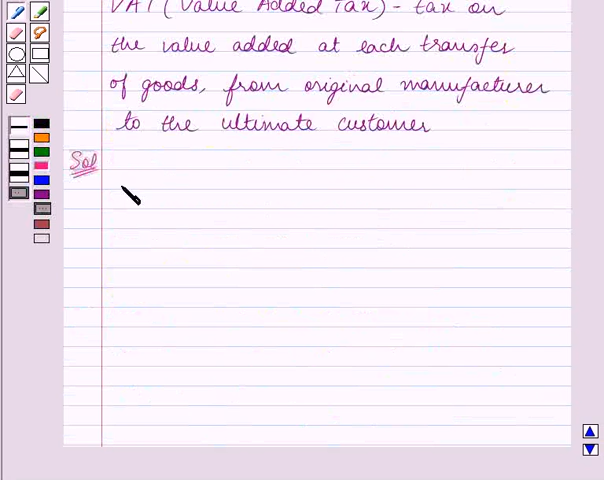 VAT (Value Added Tax) - tax on
the value added at each transfer
of goods, from original manufacturer
to the ultimate customer
Sol